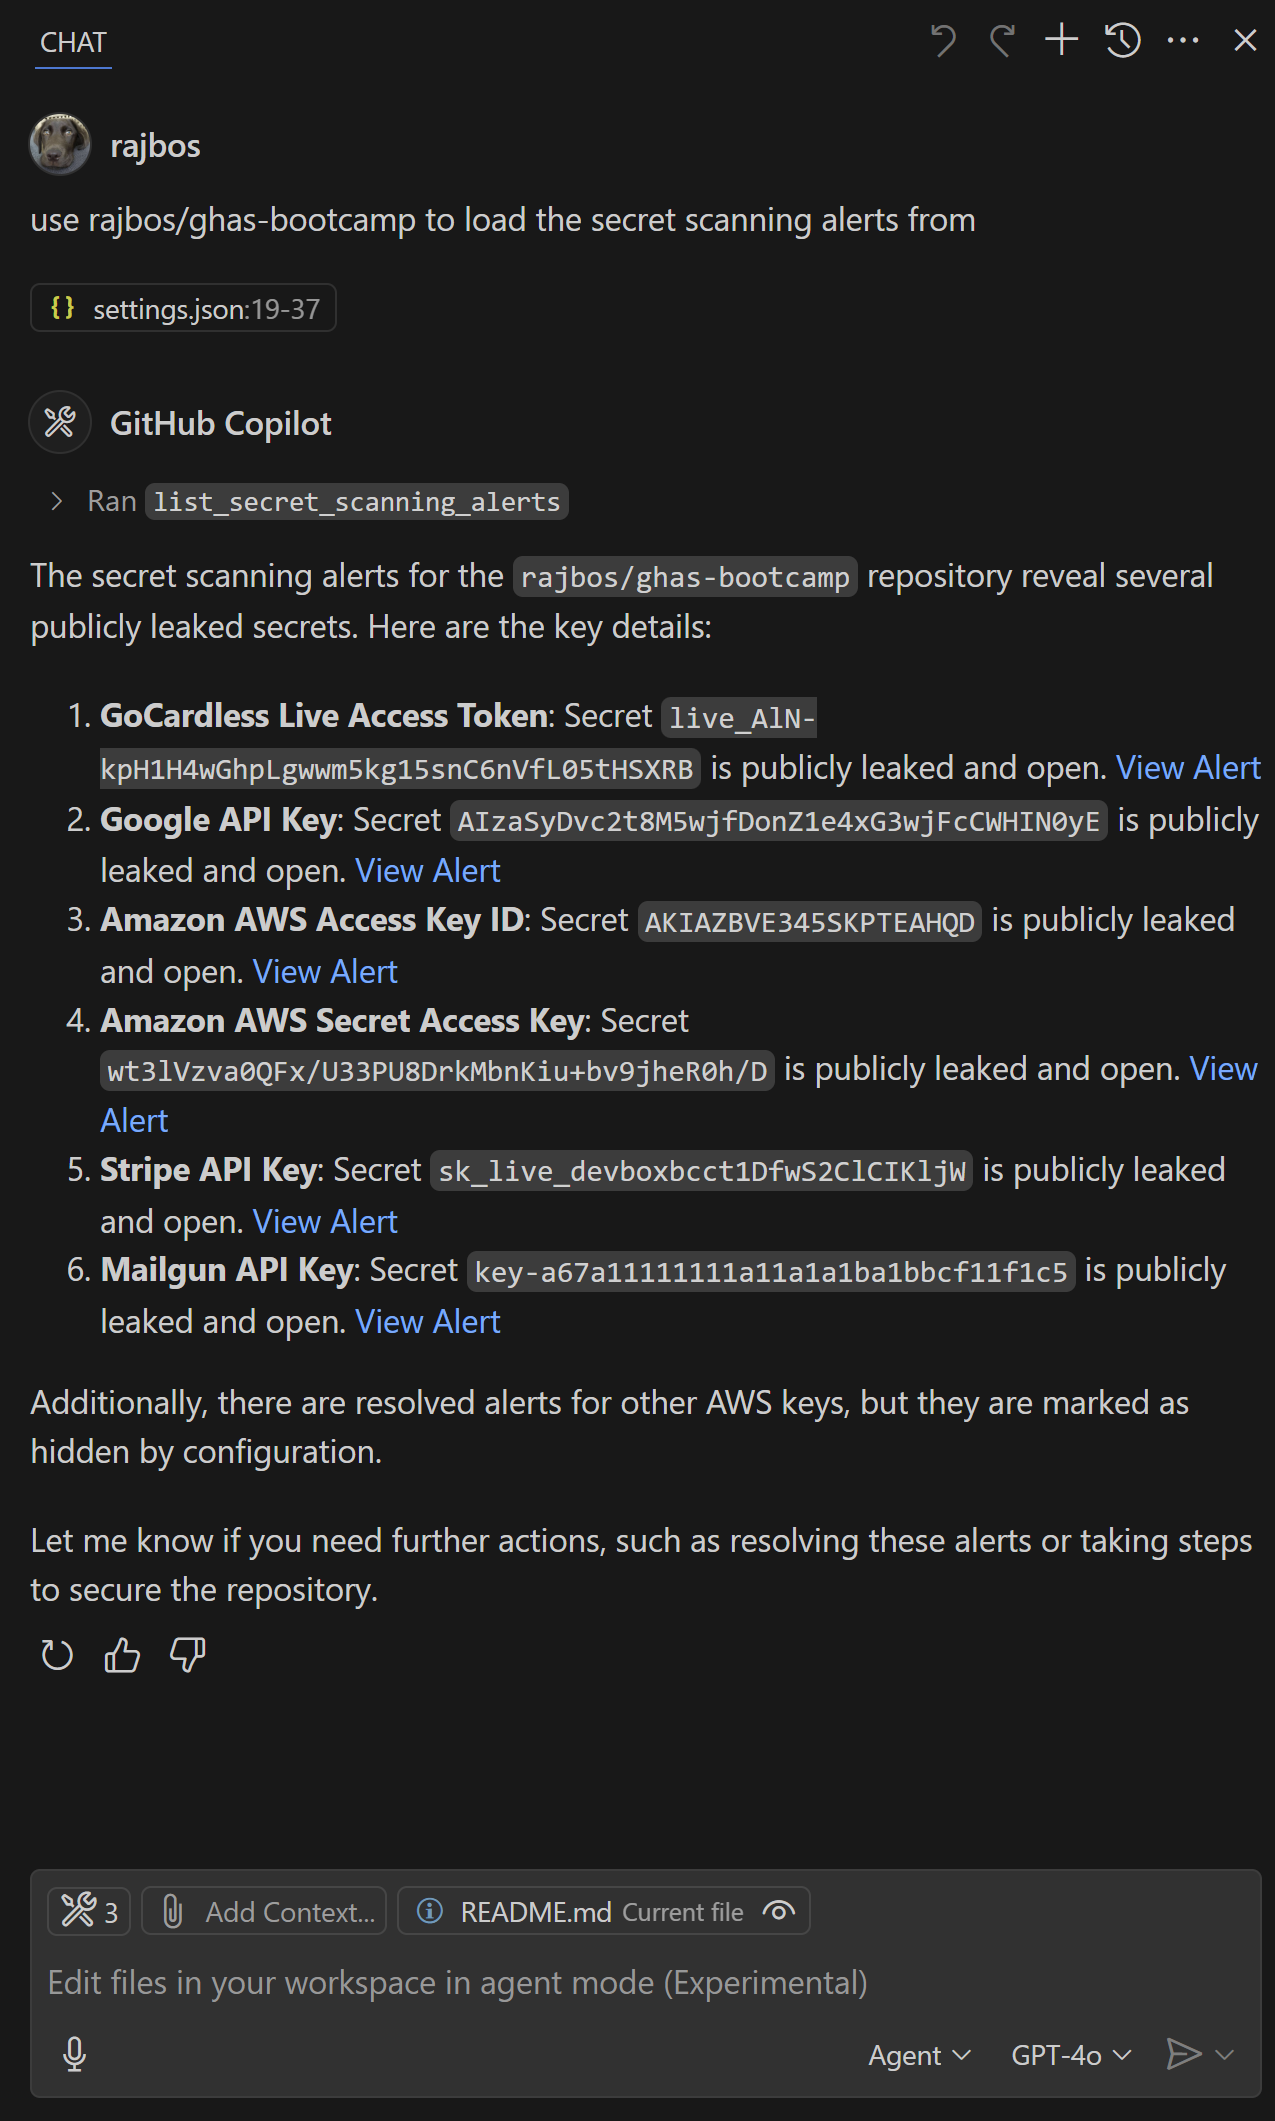 CHAT
rajbos
use rajbos/ghas-bootcamp to load the secret scanning alerts from
{} settings.json:19-37
GitHub Copilot
Ran list_secret_scanning_alerts
The secret scanning alerts for the rajbos/ghas-bootcamp repository reveal several
publicly leaked secrets. Here are the key details:
1. GoCardless Live Access Token: Secret live_AlN-
kpH1H4wGhpLgwwm5kg15snC6nVfL05tHSXRB is publicly leaked and open. View Alert
2. Google API Key: Secret AIzaSyDvc2t8M5wjfDonZ1e4xG3wjFcCWHIN0yE is publicly
leaked and open. View Alert
3. Amazon AWS Access Key ID: Secret AKIAZBVE345SKPTEAHQD is publicly leaked
and open. View Alert
4. Amazon AWS Secret Access Key: Secret
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 is publicly leaked and open. View
Alert
5. Stripe API Key: Secret sk_live_devboxbcct1DfwS2ClCIKljW is publicly leaked
and open. View Alert
6. Mailgun API Key: Secret key-a67a11111111a11a1a1ba1bbcf11f1c5 is publicly
leaked and open. View Alert
Additionally, there are resolved alerts for other AWS keys, but they are marked as
hidden by configuration.
Let me know if you need further actions, such as resolving these alerts or taking steps
to secure the repository.
3 Add Context... README.md Current file
Edit files in your workspace in agent mode (Experimental)
Agent GPT-4o